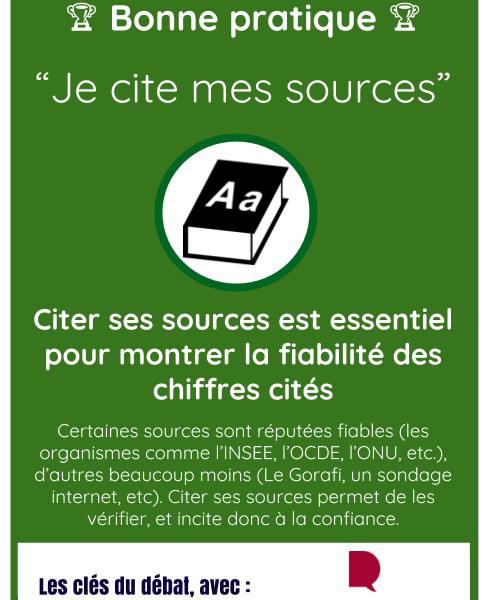 🏆 Bonne pratique 🏆
“Je cite mes sources”
Aa
Citer ses sources est essentiel
pour montrer la fiabilité des
chiffres cités
Certaines sources sont réputées fiables (les
organismes comme l’INSEE, l’OCDE, l’ONU, etc.),
d’autres beaucoup moins (Le Gorafi, un sondage
internet, etc). Citer ses sources permet de les
vérifier, et incite donc à la confiance.
Les clés du débat, avec :